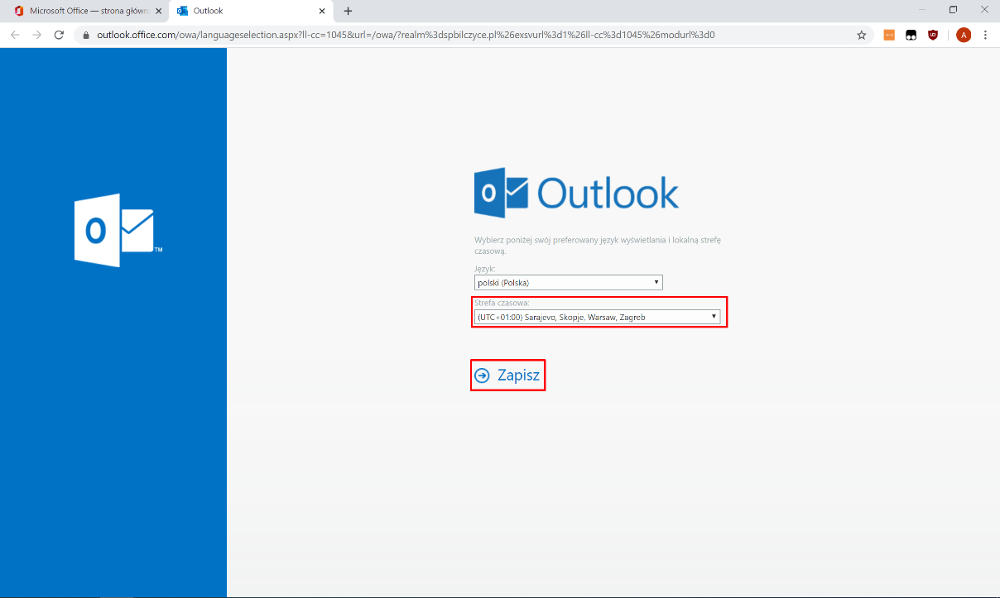 Microsoft Office — strona główn
Outlook
outlook.office.com/owa/languageselection.aspx?ll-cc=1045&url=/owa/?realm%3dspbilczyce.pl%26exsvurl%3d1%26ll-cc%3d1045%26modurl%3d0
A
O
TM
O Outlook
Wybierz poniżej swój preferowany język wyświetlania i lokalną strefę
czasową.
Język:
polski (Polska)
Strefa czasowa:
(UTC+01:00) Sarajevo, Skopje, Warsaw, Zagreb
Zapisz